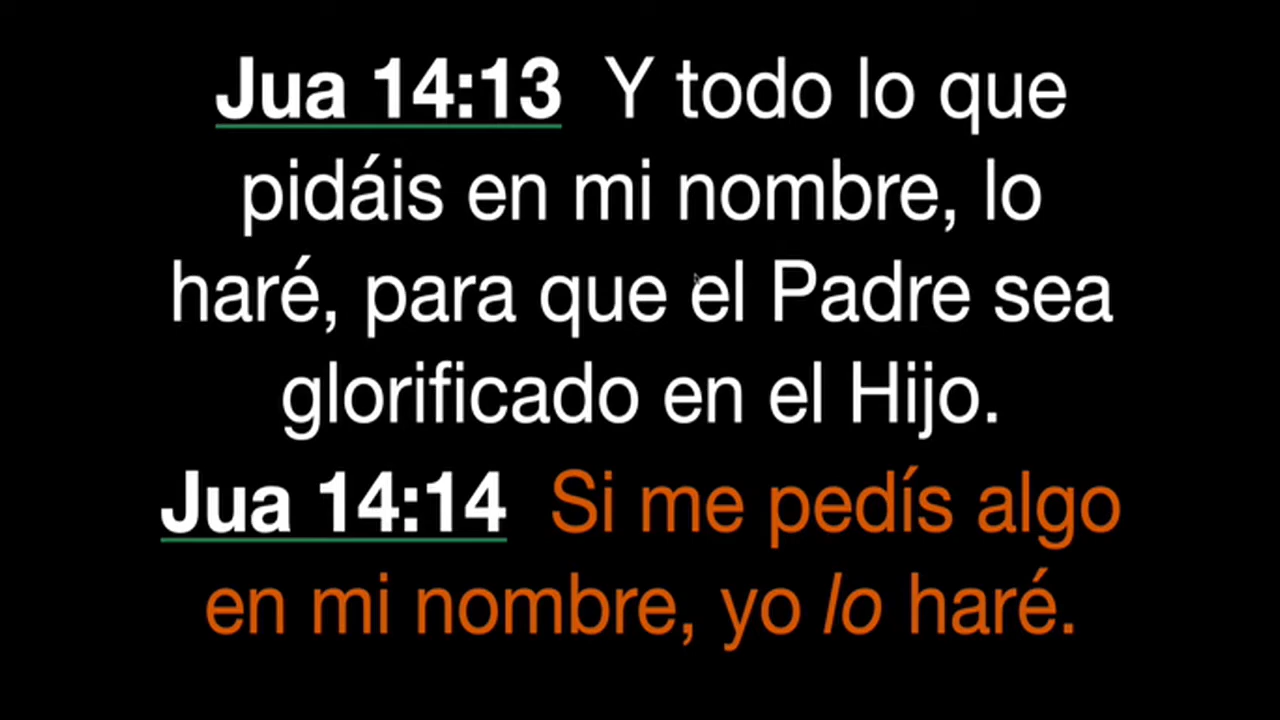 Jua 14:13 Y todo lo que
pidáis en mi nombre, lo
haré, para que el Padre sea
glorificado en el Hijo.
Jua 14:14 Si me pedís algo
en mi nombre, yo lo haré.